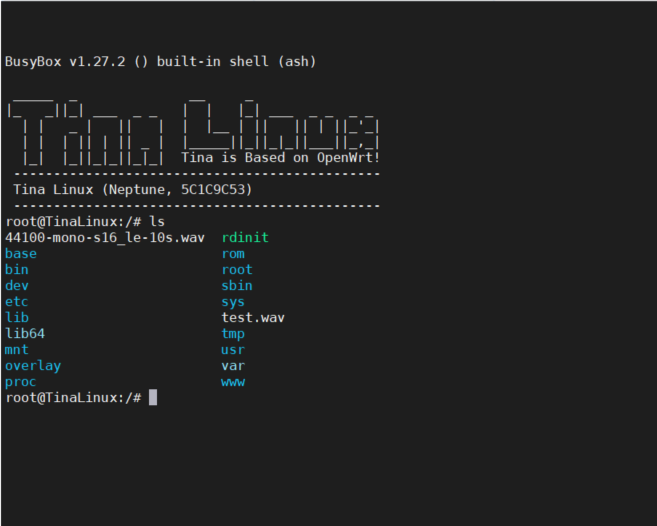 BusyBox v1.27.2 () built-in shell (ash)
Tina Linux
Tina is Based on OpenWrt!
----------------------------------------------
Tina Linux (Neptune, 5C1C9C53)
----------------------------------------------
root@TinaLinux:/# ls
44100-mono-s16_le-10s.wav rdinit
base rom
bin root
dev sbin
etc sys
lib test.wav
lib64 tmp
mnt usr
overlay var
proc www
root@TinaLinux:/#